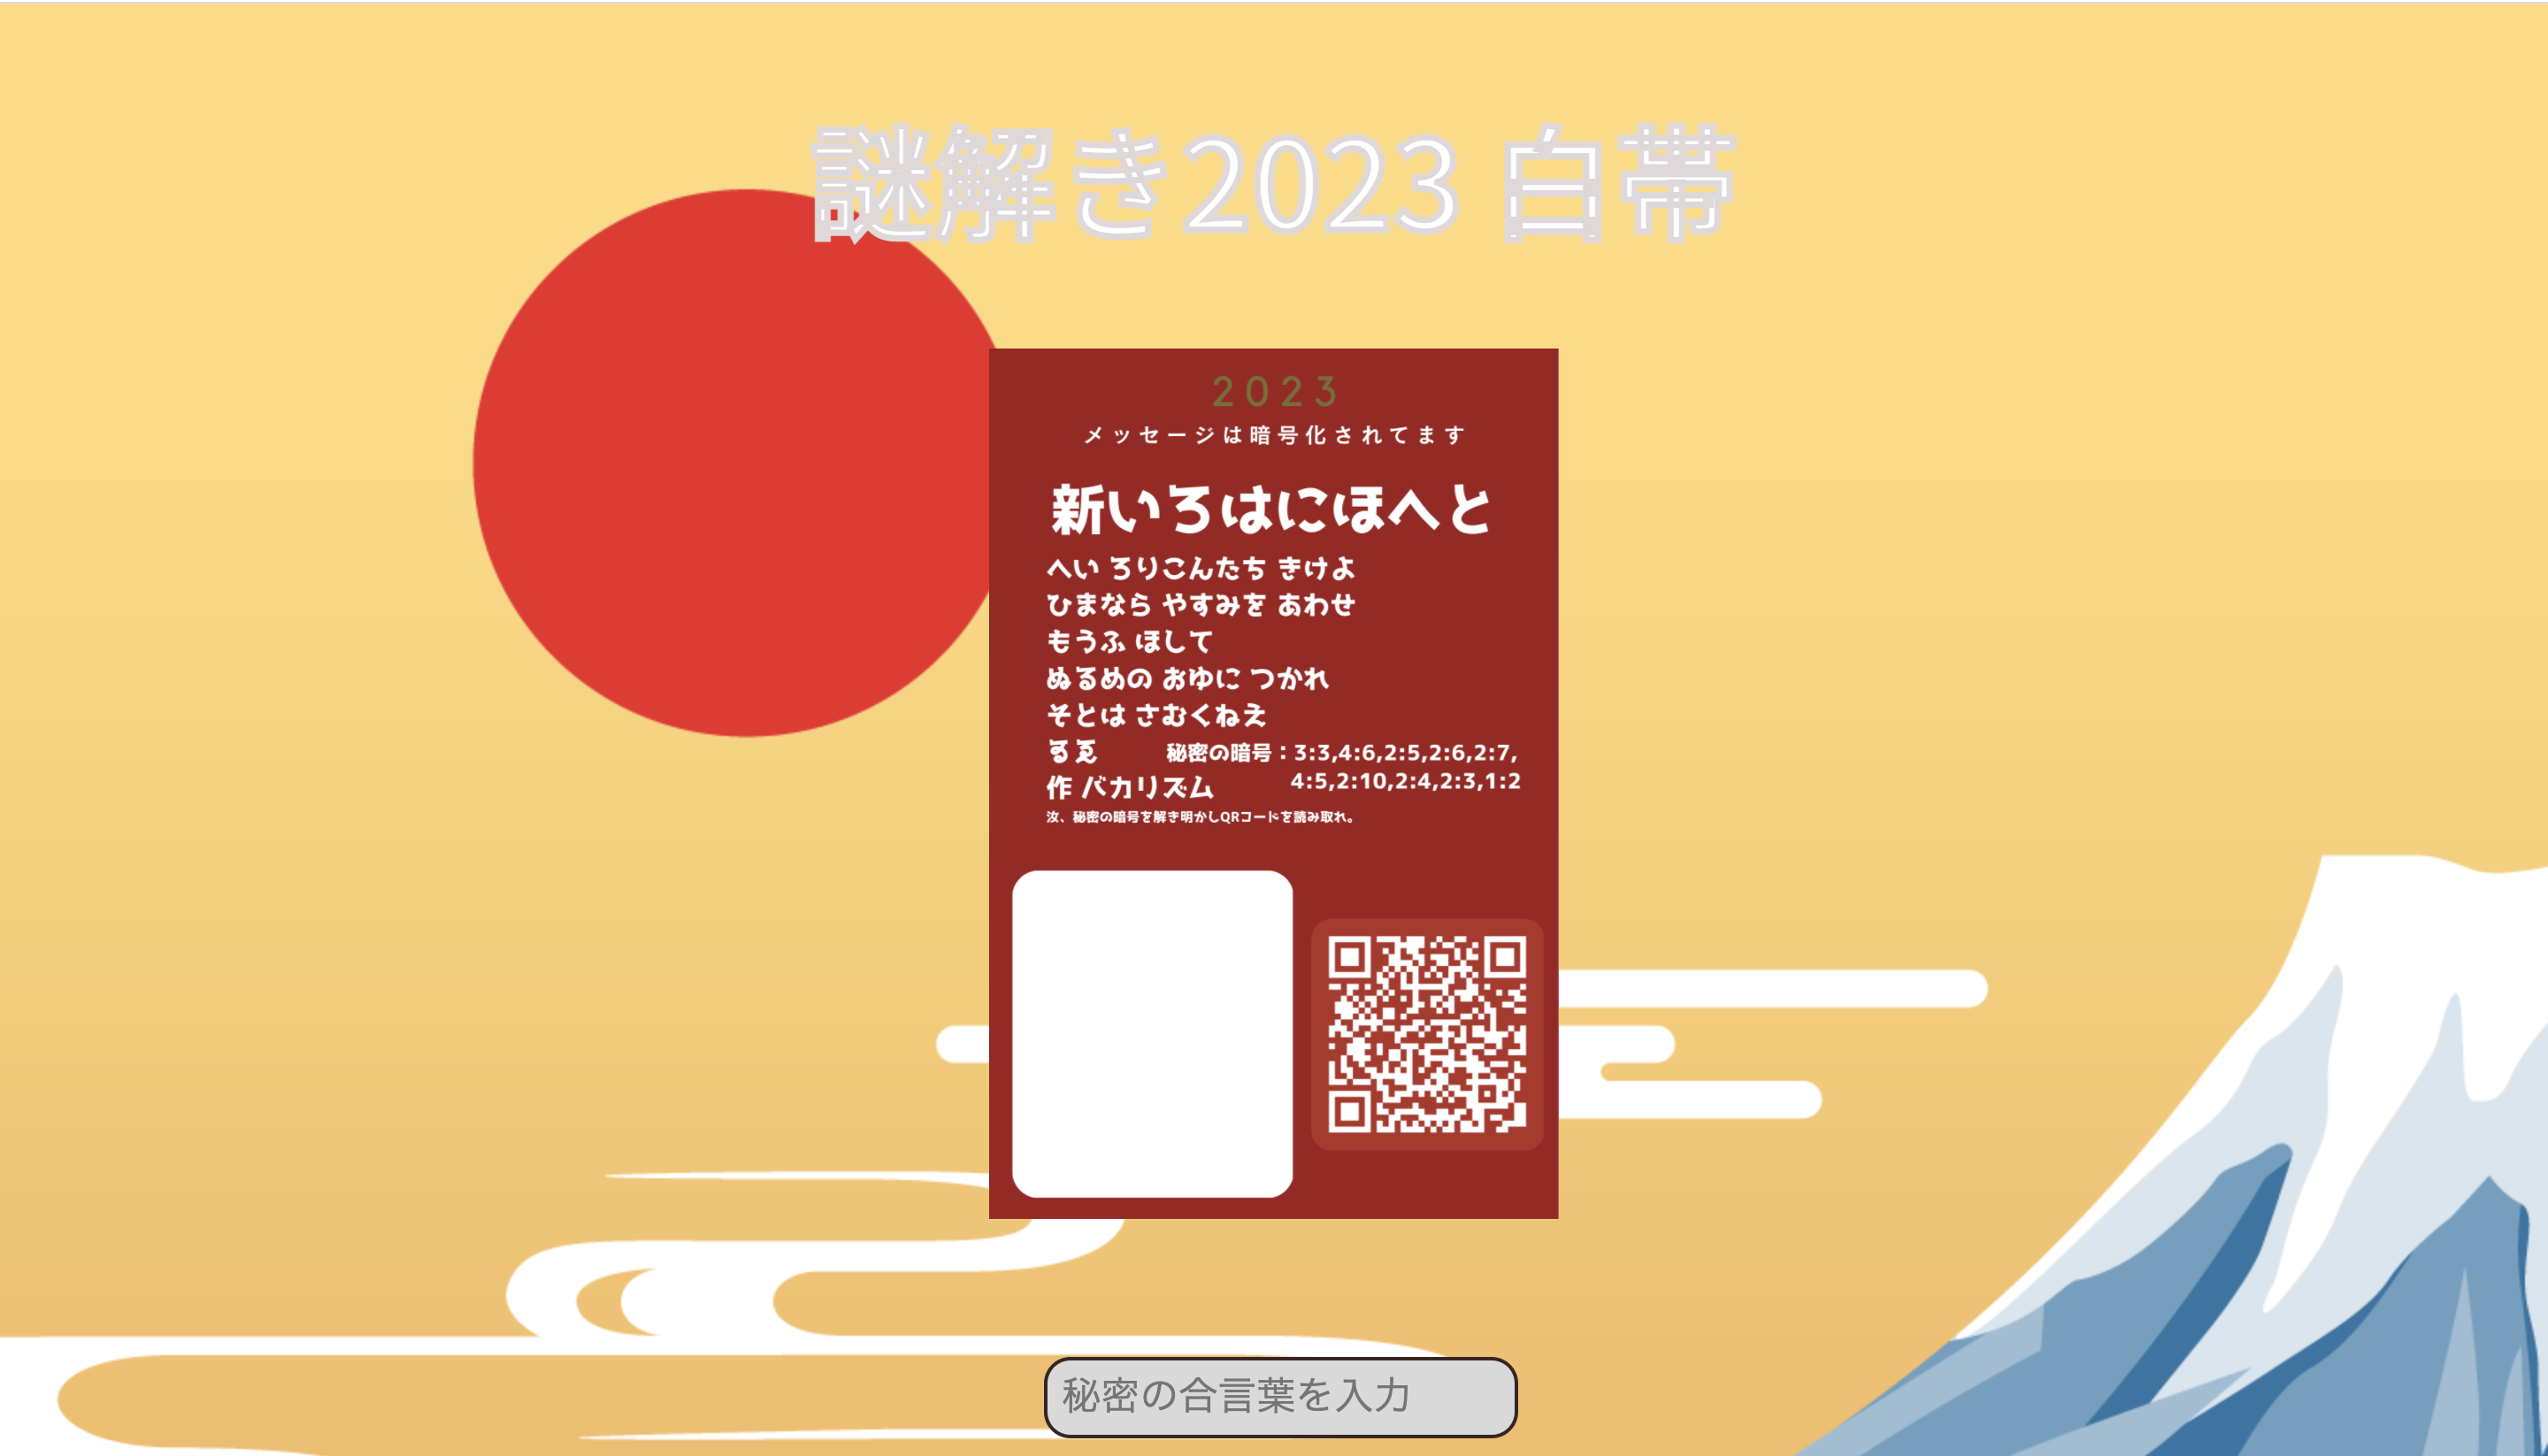 謎解き2023 白帯
2023
メッセージは暗号化されてます
新いろはにほへと
へい ろりこんたち きけよ
ひまなら やすみを あわせ
もうふ ほして
ぬるめの おゆに つかれ
そとは さむくねえ
ゐゑ
秘密の暗号：3:3,4:6,2:5,2:6,2:7,
4:5,2:10,2:4,2:3,1:2
作 バカリズム
汝、秘密の暗号を解き明かしQRコードを読み取れ。
秘密の合言葉を入力